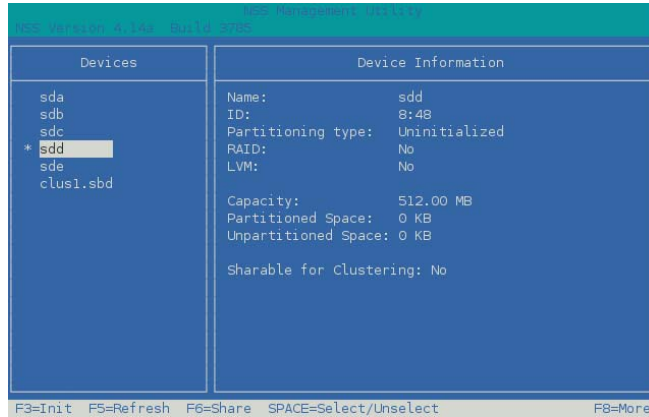 NSS Management Utility
NSS Version 4.14a Build 3785
Devices
Device Information
sda
sdb
sdc
* sdd
sde
clus1.sbd
Name: sdd
ID: 8:48
Partitioning type: Uninitialized
RAID: No
LVM: No
Capacity: 512.00 MB
Partitioned Space: 0 KB
Unpartitioned Space: 0 KB
Sharable for Clustering: No
F3=Init F5=Refresh F6=Share SPACE=Select/Unselect F8=More